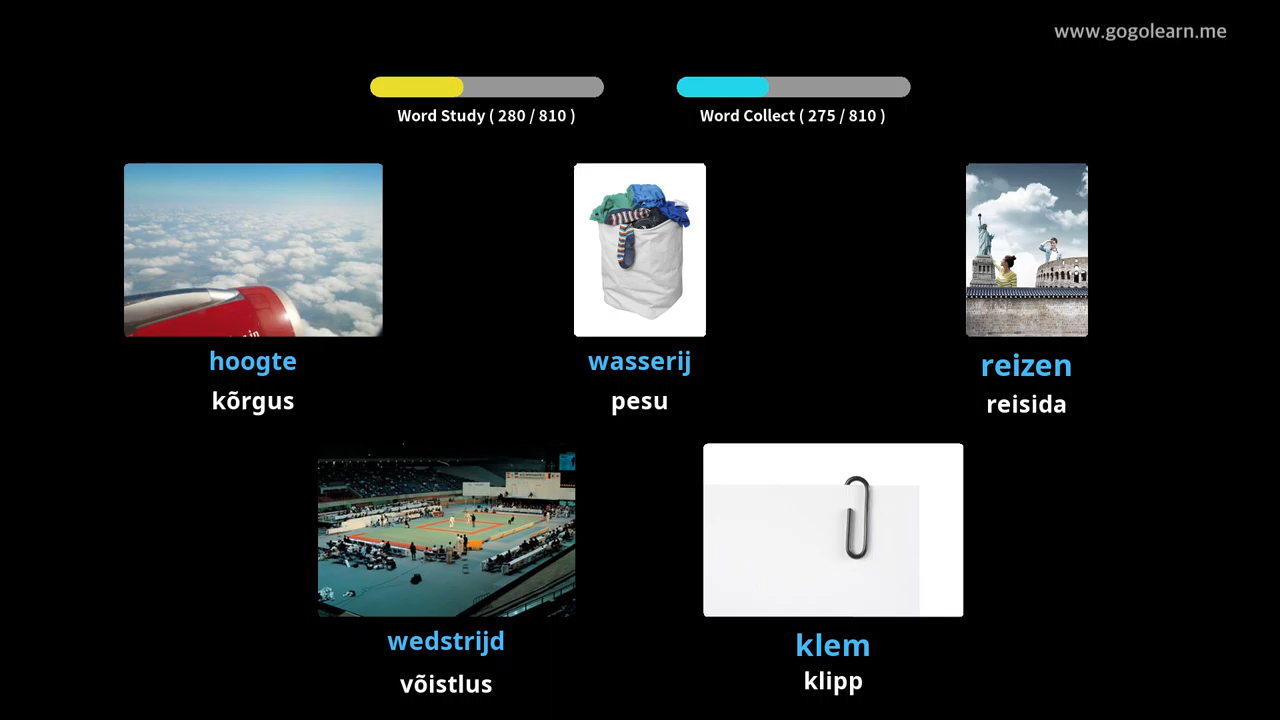 www.gogolearn.me
Word Study ( 280 / 810 )
Word Collect ( 275 / 810 )
hoogte
kõrgus
wasserij
pesu
reizen
reisida
wedstrijd
võistlus
klem
klipp